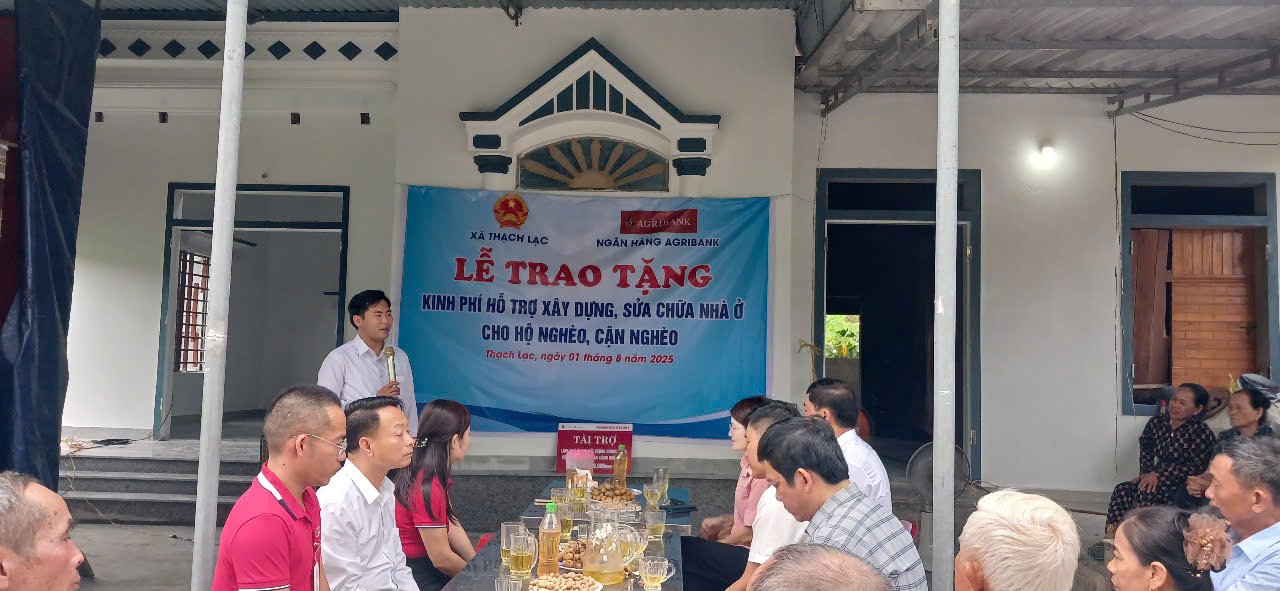 XÃ THẠCH LẠC
AGRIBANK
NGÂN HÀNG AGRIBANK
LỄ TRAO TẶNG
KINH PHÍ HỖ TRỢ XÂY DỰNG, SỬA CHỮA NHÀ Ở
CHO HỘ NGHÈO, CẬN NGHÈO
Thạch Lạc, ngày 01 tháng 8 năm 2025
TÀI TRỢ